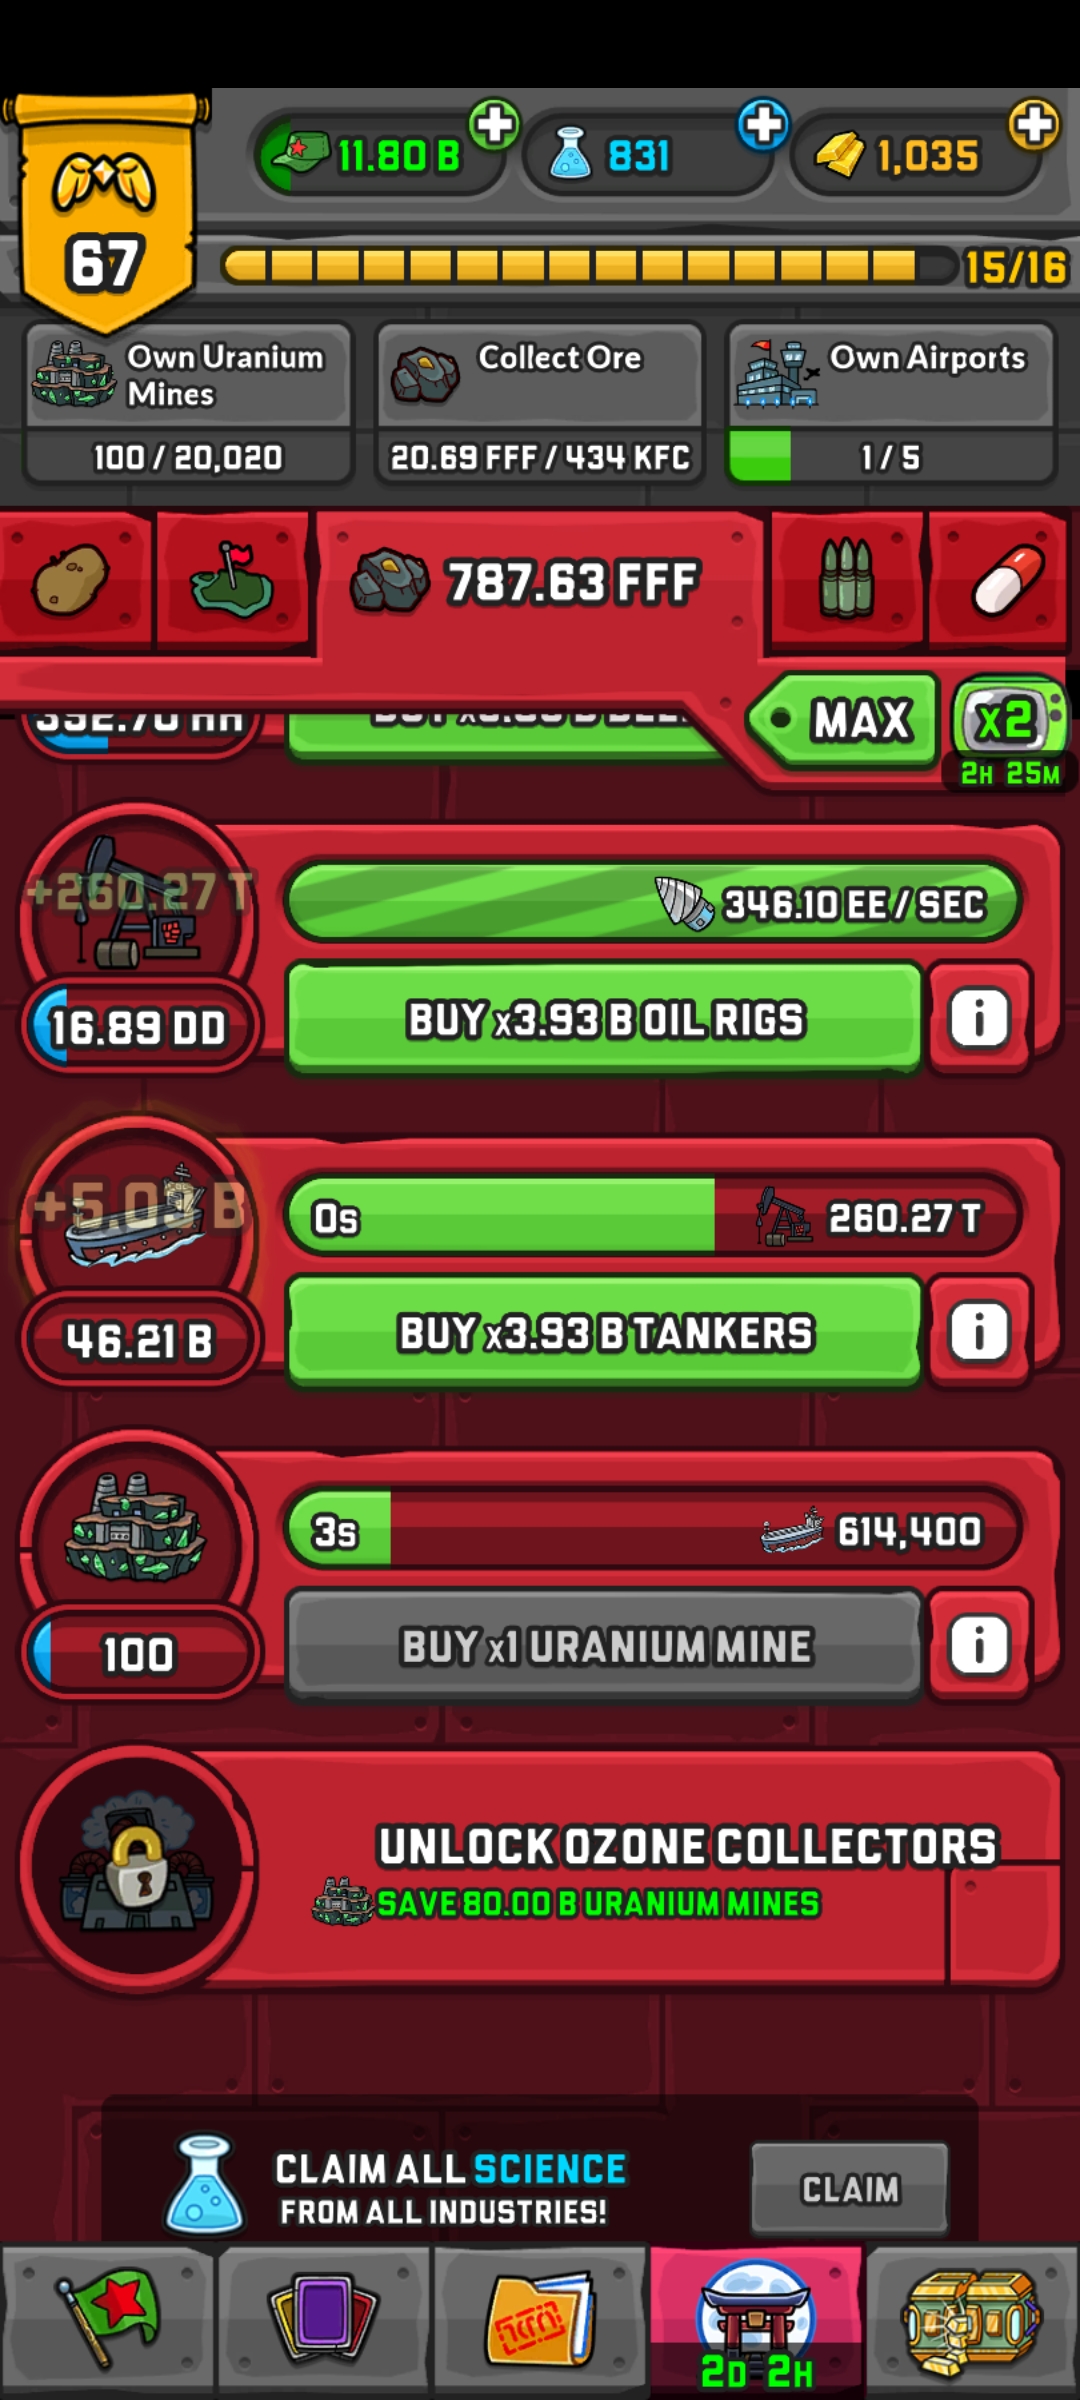 11.80 B
831
1,035
67
15/16
Own Uranium
Mines
Collect Ore
Own Airports
100 / 20,020
20.69 FFF / 434 KFC
1 / 5
787.63 FFF
MAX
x2
2H 25M
+260.27 T
346.10 EE / SEC
16.89 DD
BUY x3.93 B OIL RIGS
i
0s
260.27 T
46.21 B
BUY x3.93 B TANKERS
i
3s
614,400
100
BUY x1 URANIUM MINE
i
UNLOCK OZONE COLLECTORS
SAVE 80.00 B URANIUM MINES
CLAIM ALL SCIENCE
FROM ALL INDUSTRIES!
CLAIM
2D 2H